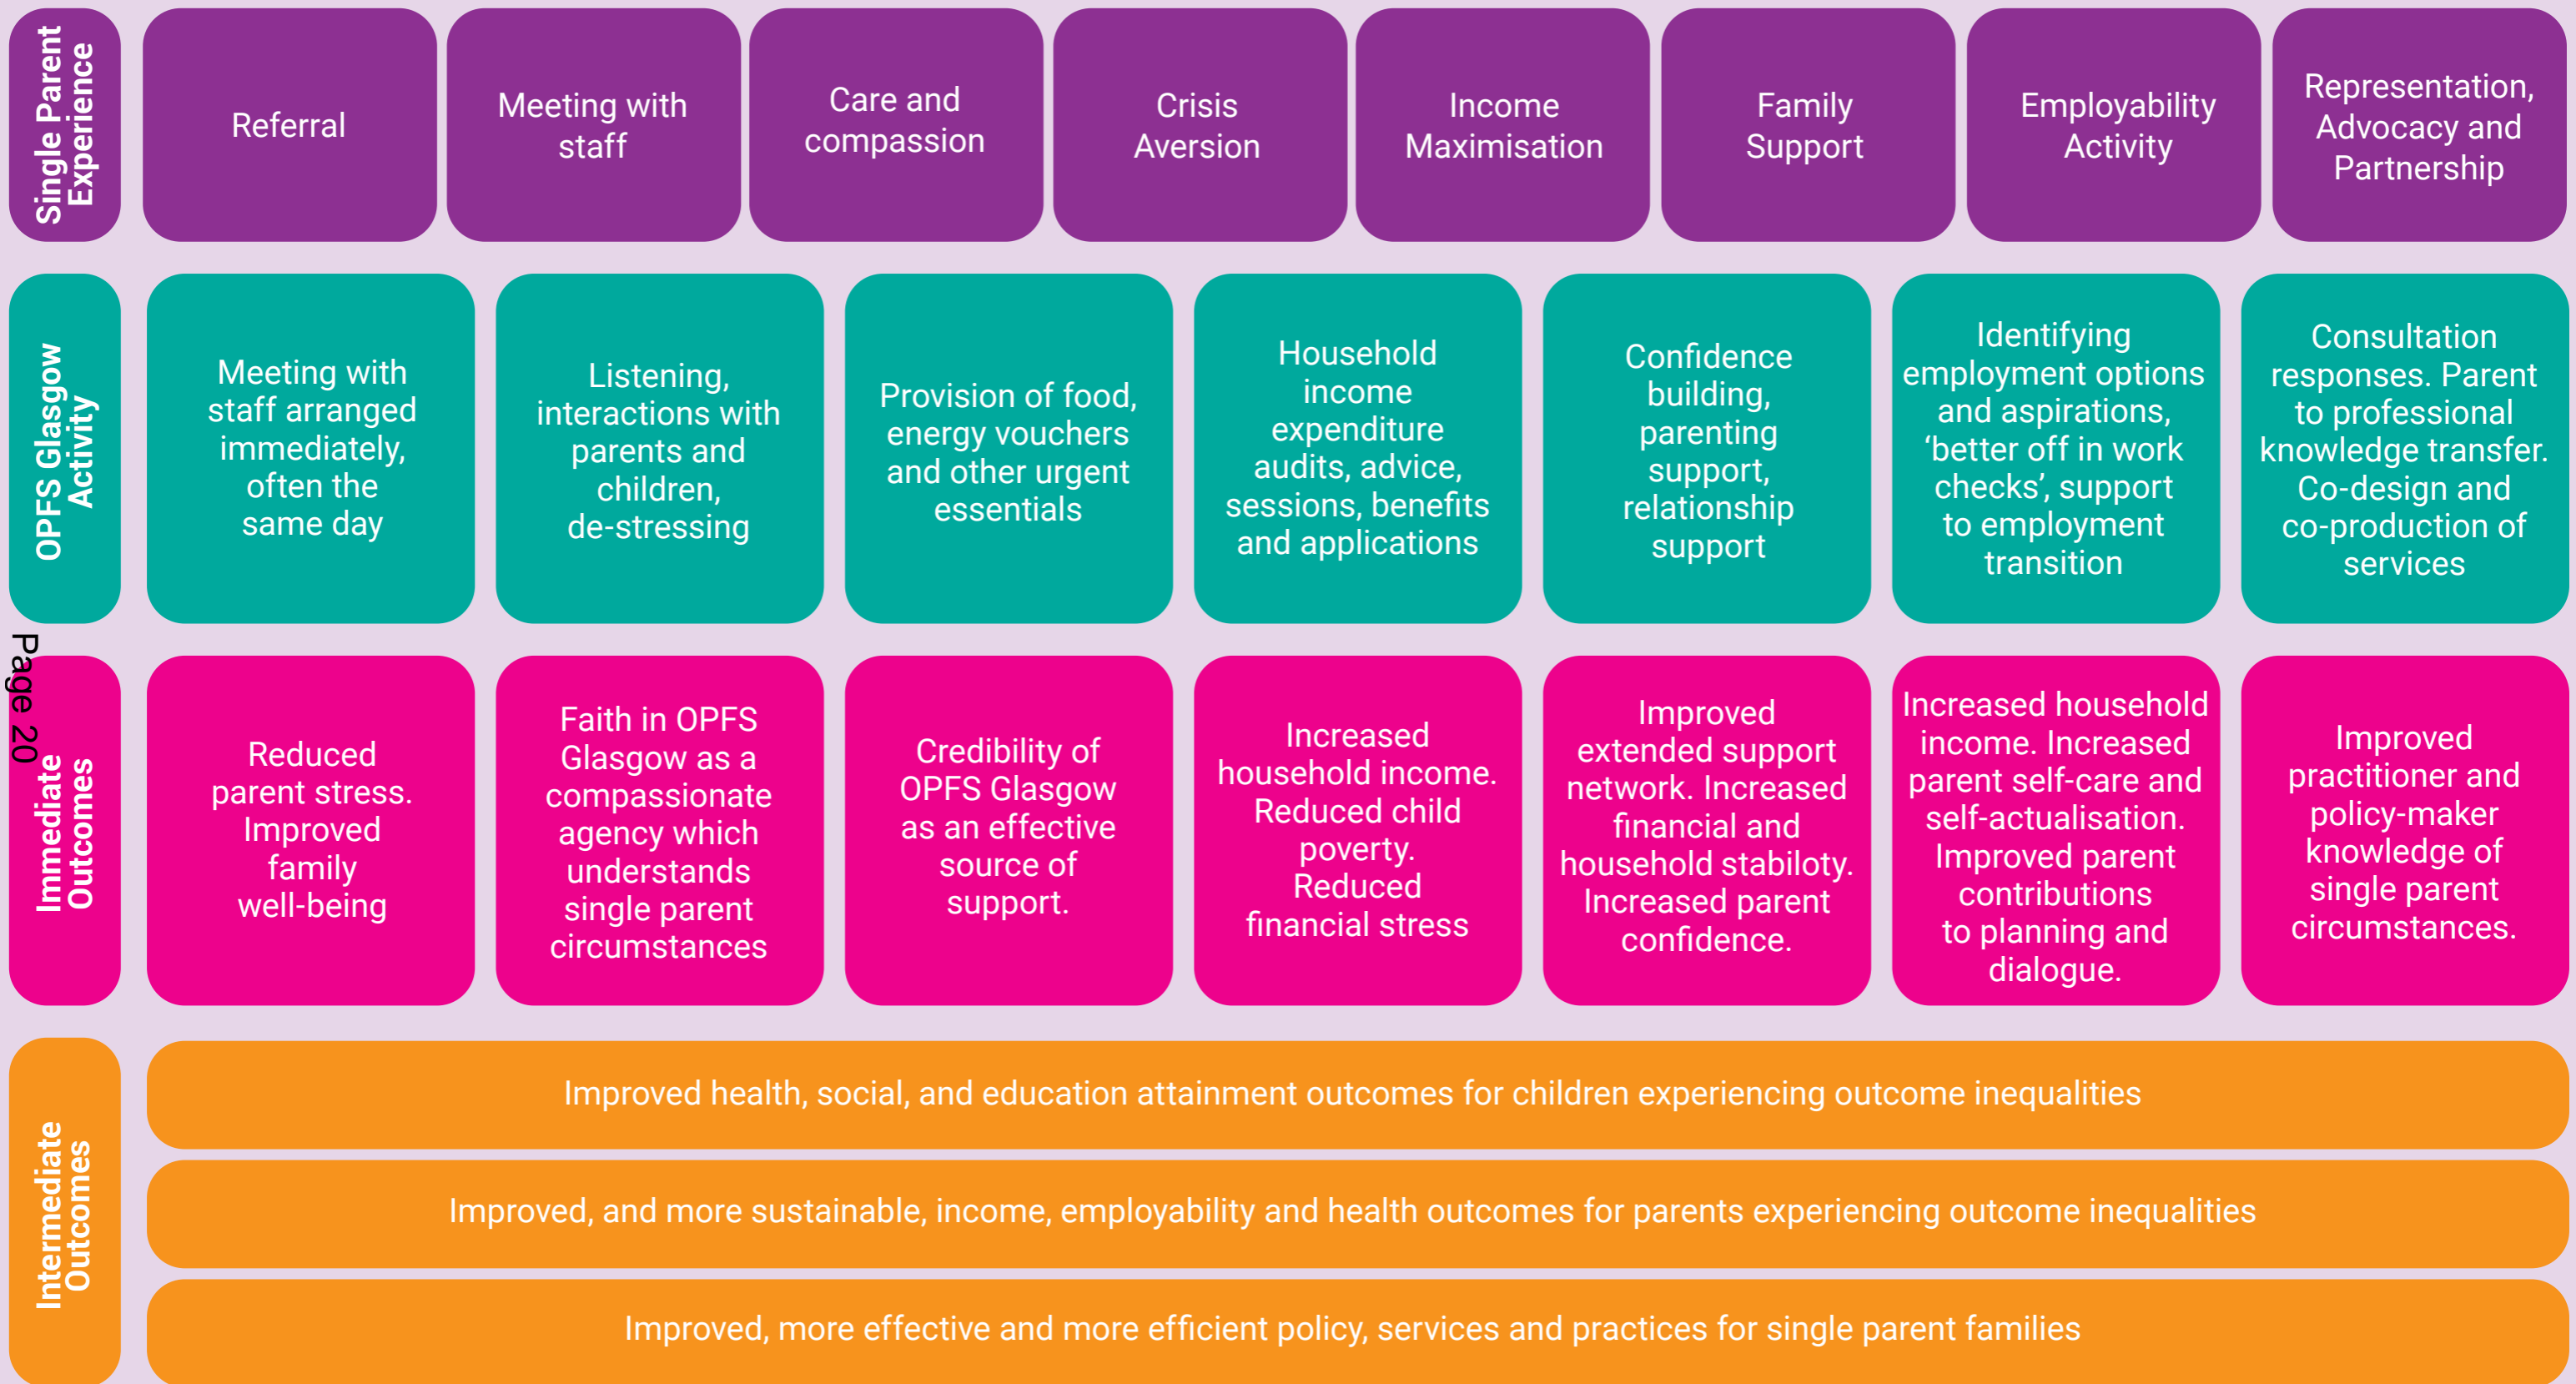 Single Parent
Experience
Referral
Meeting with
staff
Care and
compassion
Crisis
Aversion
Income
Maximisation
Family
Support
Employability
Activity
Representation,
Advocacy and
Partnership
OPFS Glasgow
Activity
Meeting with
staff arranged
immediately,
often the
same day
Listening,
interactions with
parents and
children,
de-stressing
Provision of food,
energy vouchers
and other urgent
essentials
Household
income
expenditure
audits, advice,
sessions, benefits
and applications
Confidence
building,
parenting
support,
relationship
support
Identifying
employment options
and aspirations,
‘better off in work
checks’, support
to employment
transition
Consultation
responses. Parent
to professional
knowledge transfer.
Co-design and
co-production of
services
Page 20
Immediate
Outcomes
Reduced
parent stress.
Improved
family
well-being
Faith in OPFS
Glasgow as a
compassionate
agency which
understands
single parent
circumstances
Credibility of
OPFS Glasgow
as an effective
source of
support.
Increased
household income.
Reduced child
poverty.
Reduced
financial stress
Improved
extended support
network. Increased
financial and
household stabiloty.
Increased parent
confidence.
Increased household
income. Increased
parent self-care and
self-actualisation.
Improved parent
contributions
to planning and
dialogue.
Improved
practitioner and
policy-maker
knowledge of
single parent
circumstances.
Intermediate
Outcomes
Improved health, social, and education attainment outcomes for children experiencing outcome inequalities
Improved, and more sustainable, income, employability and health outcomes for parents experiencing outcome inequalities
Improved, more effective and more efficient policy, services and practices for single parent families